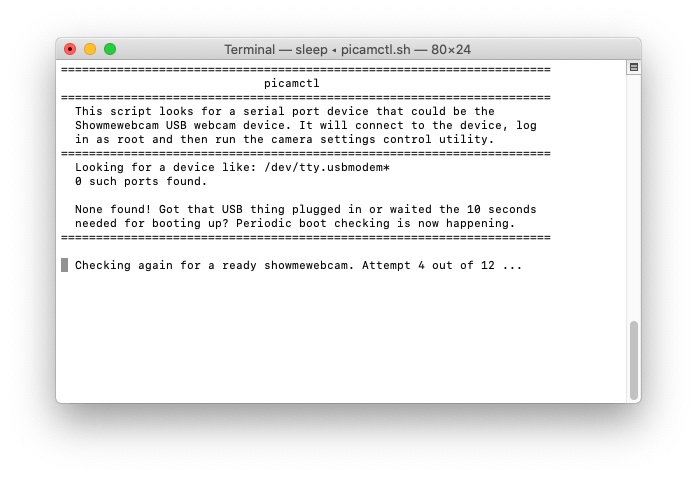 Terminal — sleep ◂ picamctl.sh — 80×24
======================================================================
picamctl
======================================================================
This script looks for a serial port device that could be the
Showmewebcam USB webcam device. It will connect to the device, log
in as root and then run the camera settings control utility.
======================================================================
Looking for a device like: /dev/tty.usbmodem*
0 such ports found.
None found! Got that USB thing plugged in or waited the 10 seconds
needed for booting up? Periodic boot checking is now happening.
======================================================================
Checking again for a ready showmewebcam. Attempt 4 out of 12 ...